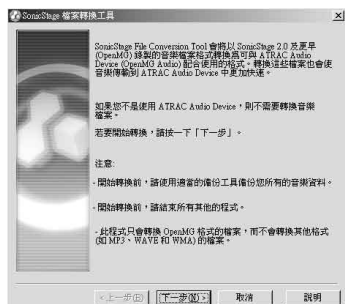 SonicStage 檔案轉換工具
SonicStage File Conversion Tool 會將以 SonicStage 2.0 及更早
(OpenMG) 錄製的音樂檔案格式轉換為可與 ATRAC Audio
Device (OpenMG Audio) 配合使用的格式。轉換這些檔案也會使
音樂傳輸到 ATRAC Audio Device 中更加快速。
如果您不是使用 ATRAC Audio Device，則不需要轉換音樂
檔案。
若要開始轉換，請按一下「下一步」。
注意:
- 開始轉換前，請使用適當的備份工具備份您所有的音樂資料。
- 開始轉換前，請結束所有其他的程式。
- 此程式只會轉換 OpenMG 格式的檔案，而不會轉換其他格式
(如 MP3、WAVE 和 WMA) 的檔案。
<上一步(B)
下一步(N)>
取消
說明